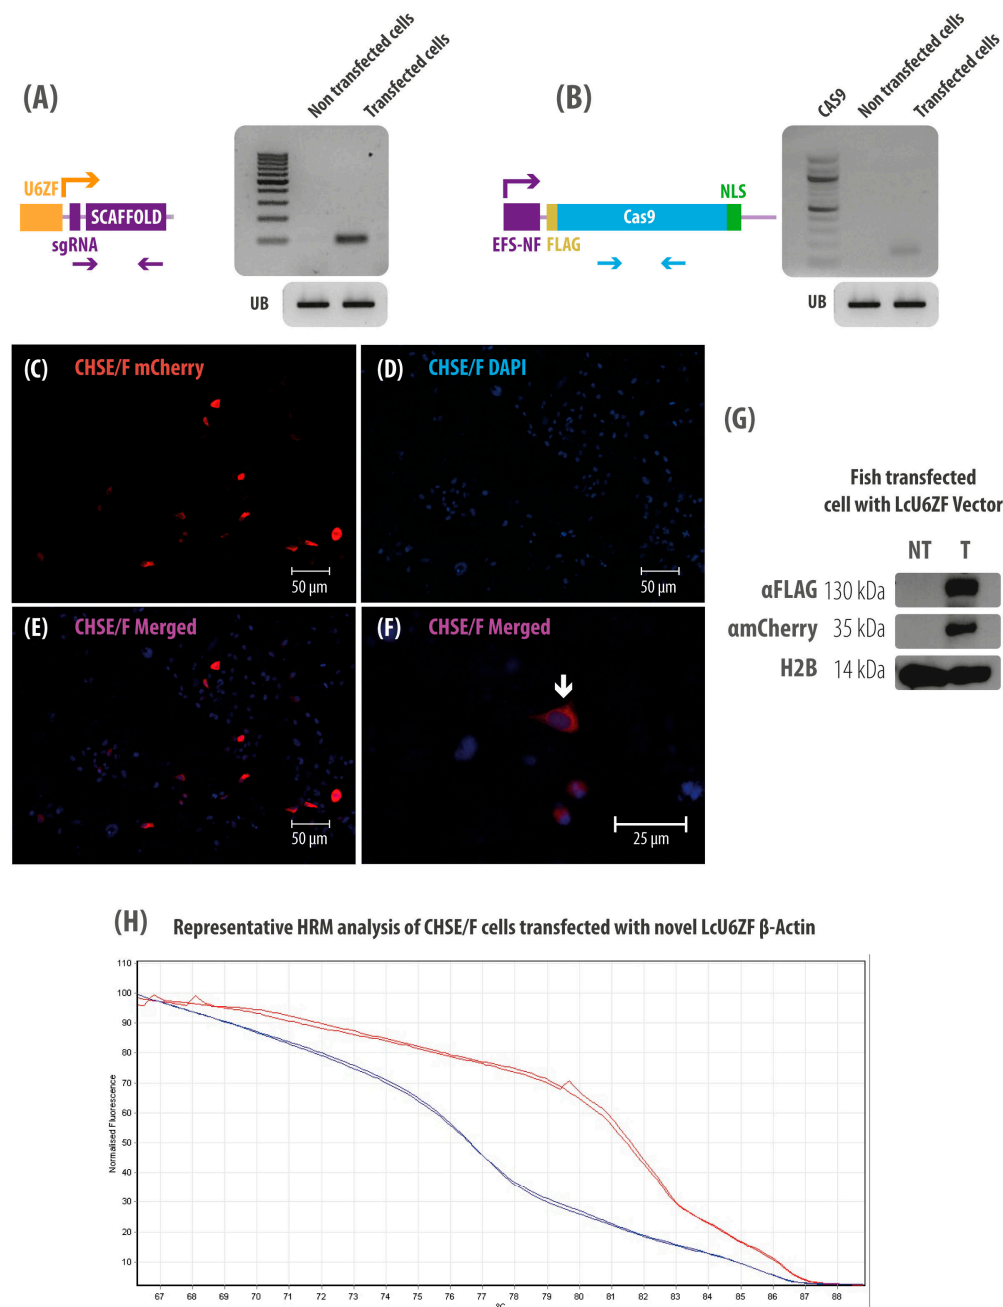 (A)
Non transfected cells
Transfected cells
U6ZF
SCAFFOLD
sgRNA
UB
(B)
CAS9
Non transfected cells
Transfected cells
NLS
Cas9
EFS-NF
FLAG
UB
(C) CHSE/F mCherry
50 µm
(D) CHSE/F DAPI
50 µm
(E) CHSE/F Merged
50 µm
(F) CHSE/F Merged
25 µm
(G)
Fish transfected
cell with LcU6ZF Vector
NT T
αFLAG 130 kDa
αmCherry 35 kDa
H2B 14 kDa
(H) Representative HRM analysis of CHSE/F cells transfected with novel LcU6ZF β-Actin
Normalised Fluorescence
110
100
90
80
70
60
50
40
30
20
10
67 68 69 70 71 72 73 74 75 76 77 78 79 80 81 82 83 84 85 86 87 88
°C